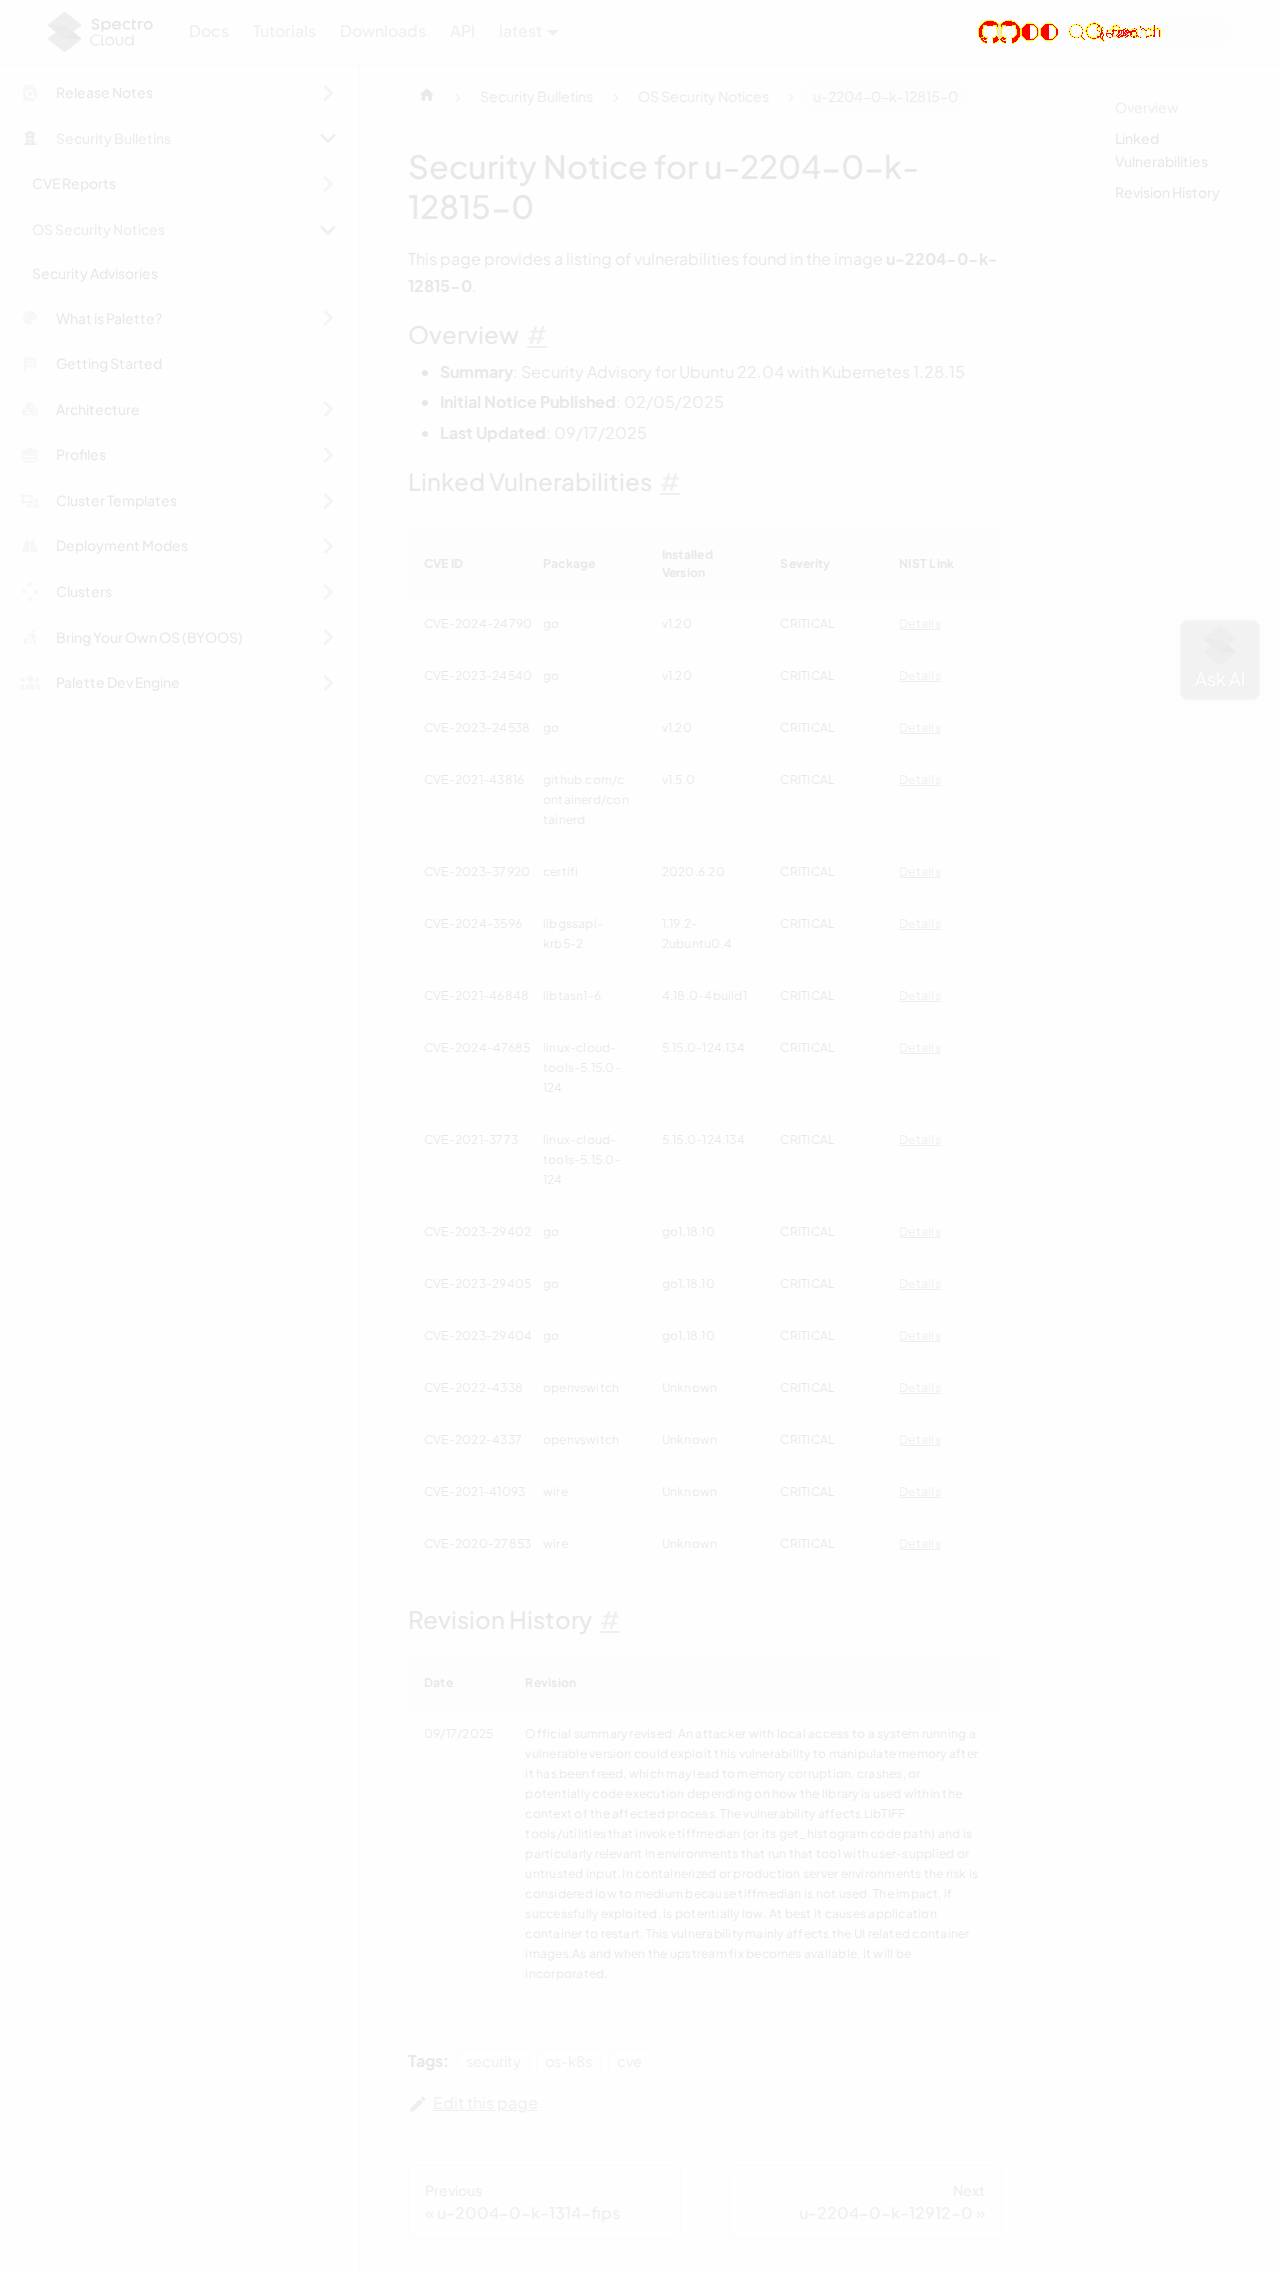 Spectro
Cloud
Docs
Tutorials
Downloads
API
latest
Search
Release Notes
Security Bulletins
CVE Reports
OS Security Notices
Security Advisories
What is Palette?
Getting Started
Architecture
Profiles
Cluster Templates
Deployment Modes
Clusters
Bring Your Own OS (BYOOS)
Palette Dev Engine
Security Bulletins
OS Security Notices
u-2204-0-k-12815-0
Security Notice for u-2204-0-k-
12815-0
This page provides a listing of vulnerabilities found in the image u-2204-0-k-
12815-0.
Overview #
Summary: Security Advisory for Ubuntu 22.04 with Kubernetes 1.28.15
Initial Notice Published: 02/05/2025
Last Updated: 09/17/2025
Linked Vulnerabilities #
CVE ID Package Installed Version Severity NIST Link
CVE-2024-24790 go v1.20 CRITICAL Details
CVE-2023-24540 go v1.20 CRITICAL Details
CVE-2023-24538 go v1.20 CRITICAL Details
CVE-2021-43816 github.com/c v1.5.0 CRITICAL Details
ontainerd/con
tainerd
CVE-2023-37920 certifi 2020.6.20 CRITICAL Details
CVE-2024-3596 libgssapi- 1.19.2- CRITICAL Details
krb5-2 2ubuntu0.4
CVE-2021-46848 libtasn1-6 4.18.0-4build1 CRITICAL Details
CVE-2024-47685 linux-cloud- 5.15.0-124.134 CRITICAL Details
tools-5.15.0-
124
CVE-2021-3773 linux-cloud- 5.15.0-124.134 CRITICAL Details
tools-5.15.0-
124
CVE-2023-29402 go go1.18.10 CRITICAL Details
CVE-2023-29405 go go1.18.10 CRITICAL Details
CVE-2023-29404 go go1.18.10 CRITICAL Details
CVE-2022-4338 openvswitch Unknown CRITICAL Details
CVE-2022-4337 openvswitch Unknown CRITICAL Details
CVE-2021-41093 wire Unknown CRITICAL Details
CVE-2020-27853 wire Unknown CRITICAL Details
Revision History #
Date Revision
09/17/2025 Official summary revised: An attacker with local access to a system running a
vulnerable version could exploit this vulnerability to manipulate memory after
it has been freed, which may lead to memory corruption, crashes, or
potentially code execution depending on how the library is used within the
context of the affected process. The vulnerability affects LibTIFF
tools/utilities that invoke tiffmedian (or its get_histogram code path) and is
particularly relevant in environments that run that tool with user-supplied or
untrusted input. In containerized or production server environments the risk is
considered low to medium because tiffmedian is not used. The impact, if
successfully exploited, is potentially low. At best it causes application
container to restart. This vulnerability mainly affects the UI related container
images.As and when the upstream fix becomes available, it will be
incorporated.
Tags: security os-k8s cve
Edit this page
Previous
« u-2004-0-k-1314-fips
Next
u-2204-0-k-12912-0 »
Overview
Linked
Vulnerabilities
Revision History
Ask AI